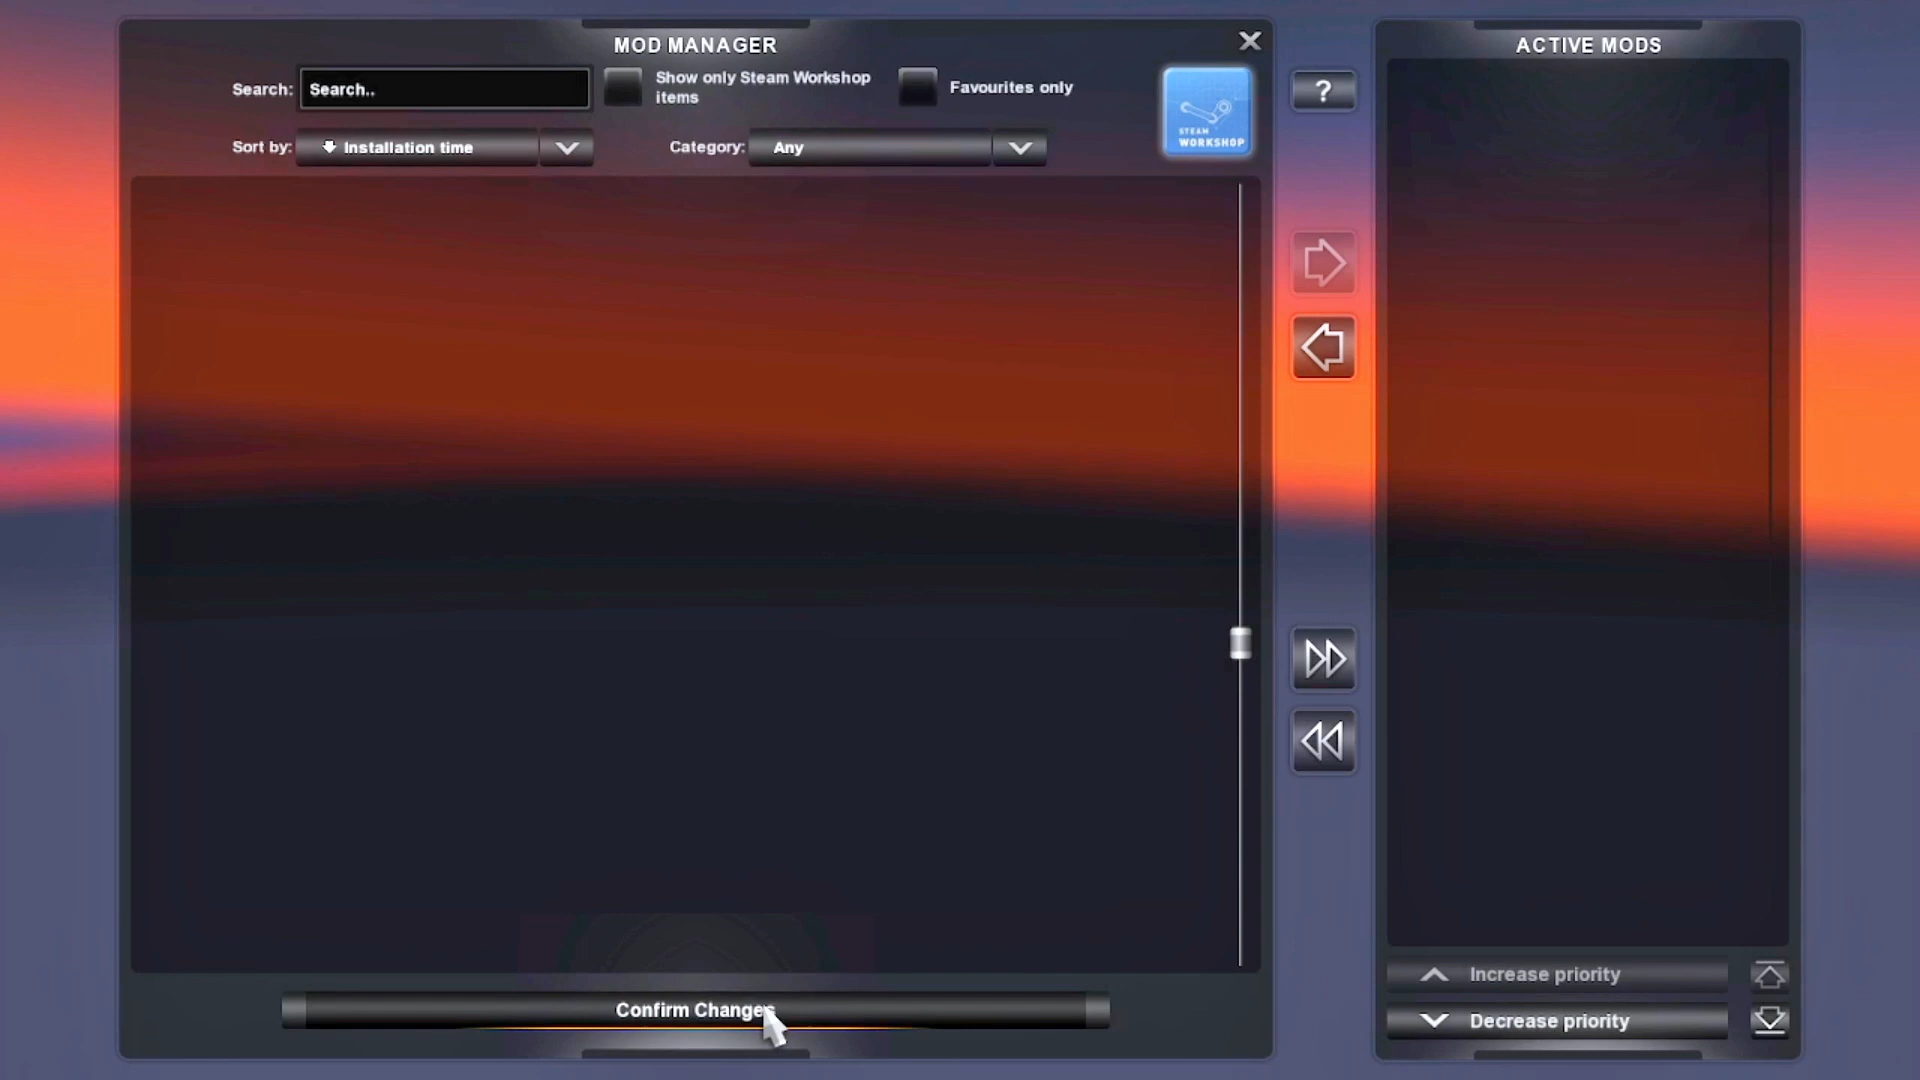 MOD MANAGER
Search:
Search..
Show only Steam Workshop
items
Favourites only
STEAM
WORKSHOP
Sort by:
Installation time
Category:
Any
?
ACTIVE MODS
Confirm Changes
Increase priority
Decrease priority